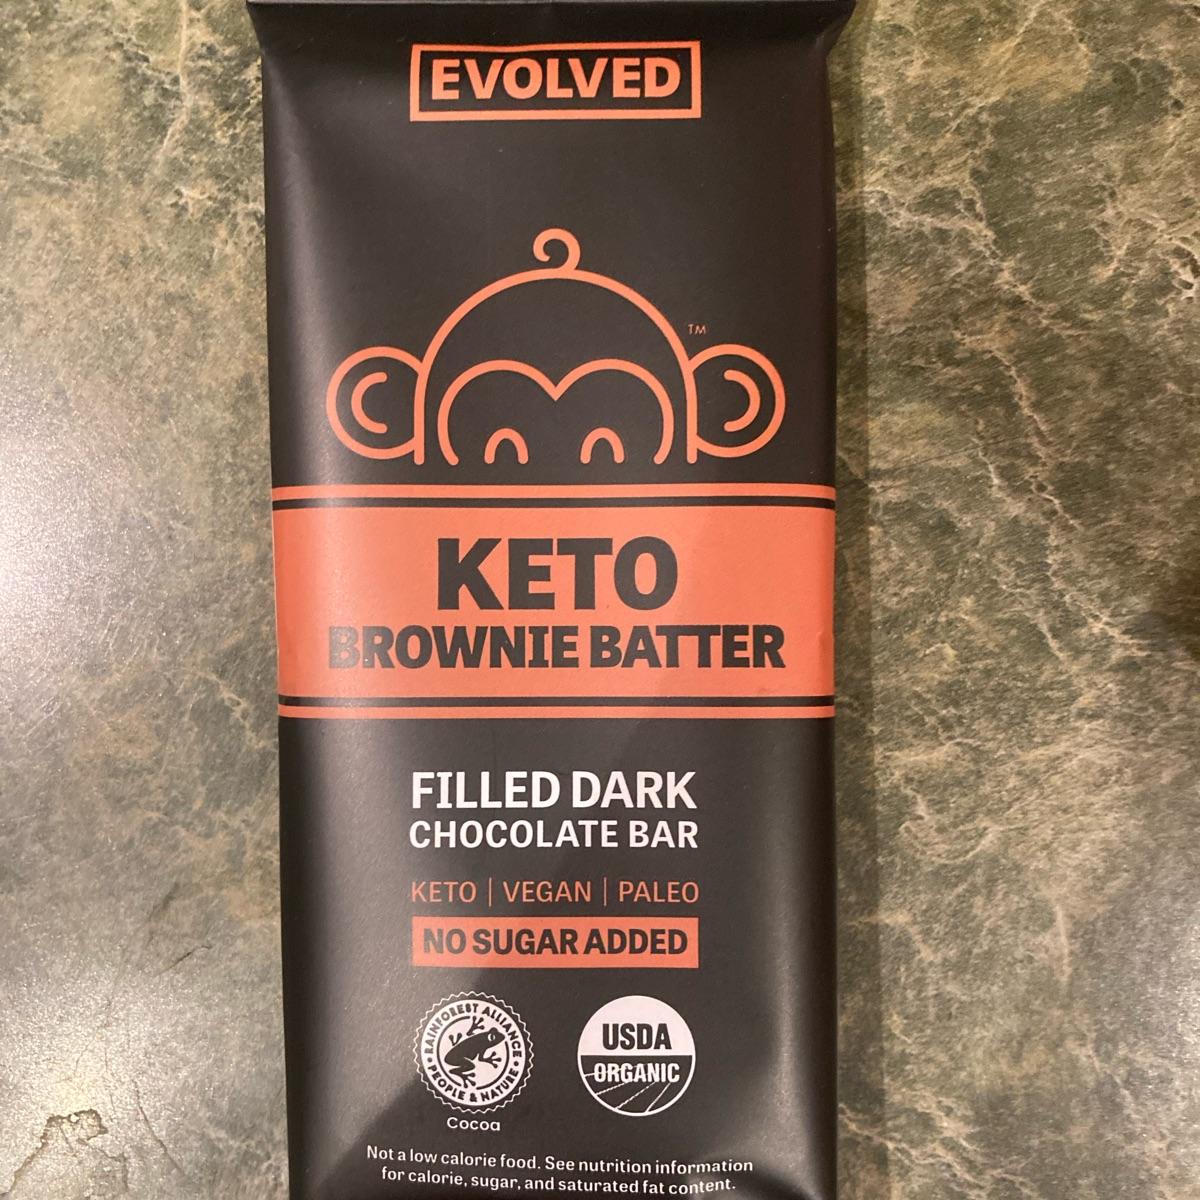 EVOLVED
TM
KETO
BROWNIE BATTER
FILLED DARK
CHOCOLATE BAR
KETO | VEGAN | PALEO
NO SUGAR ADDED
RAINFOREST ALLIANCE
• PEOPLE & NATURE •
Cocoa
USDA
ORGANIC
Not a low calorie food. See nutrition information
for calorie, sugar, and saturated fat content.